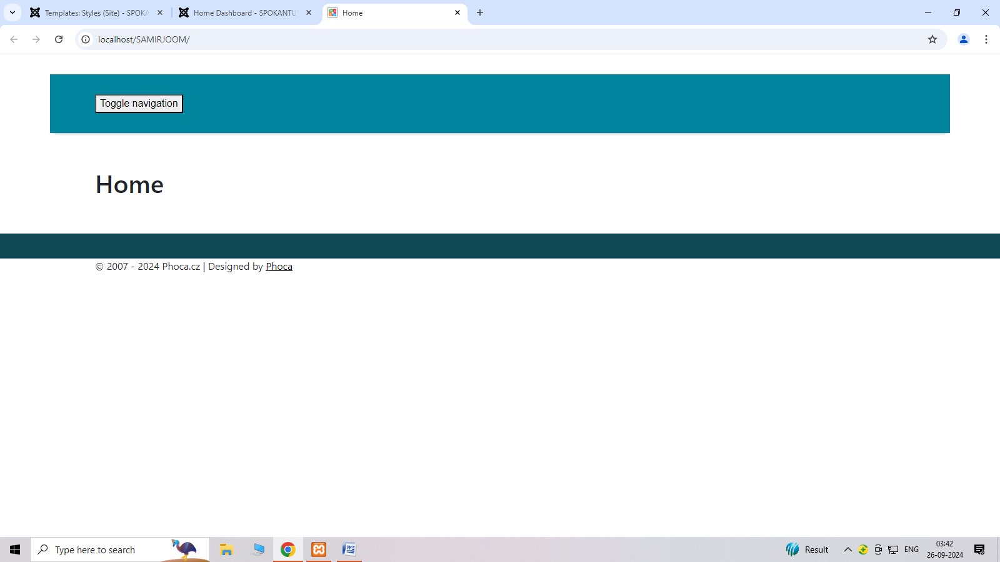 Templates: Styles (Site) - SPOKA
Home Dashboard - SPOKANTU
Home
localhost/SAMIRJOOM/
Toggle navigation
Home
© 2007 - 2024 Phoca.cz | Designed by Phoca
Type here to search
Result
ENG
03:42
26-09-2024